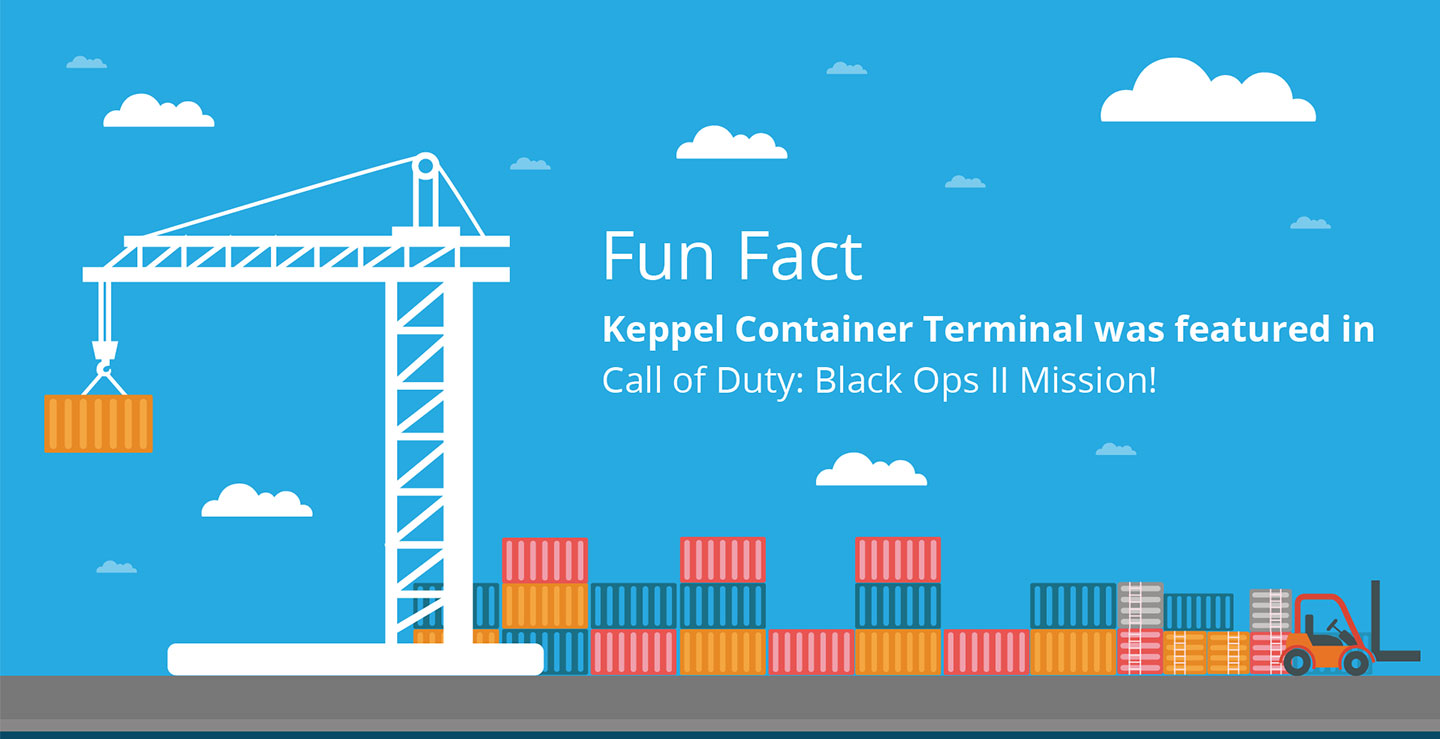 Fun Fact
Keppel Container Terminal was featured in
Call of Duty: Black Ops II Mission!